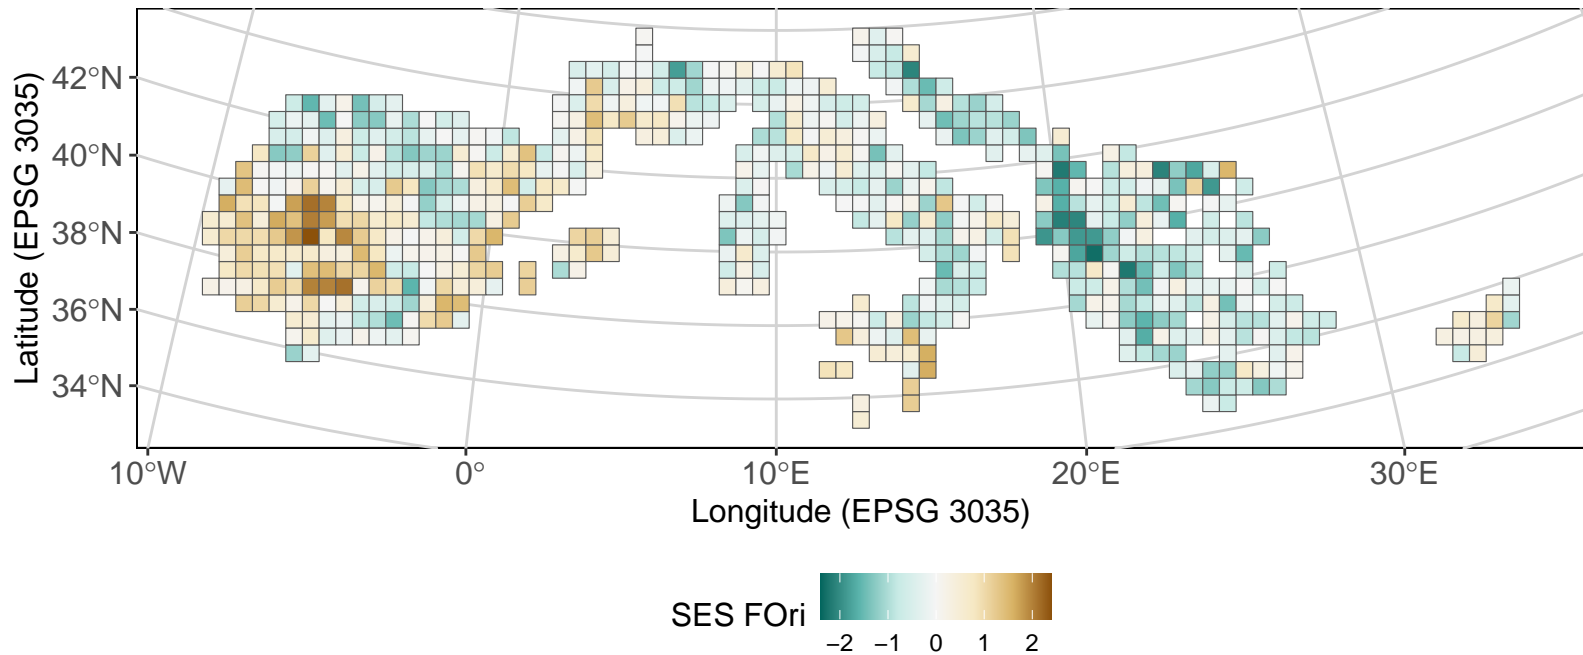 Latitude (EPSG 3035)
42°N
40°N
38°N
36°N
34°N
10°W 0° 10°E 20°E 30°E
Longitude (EPSG 3035)
SES FOri
−2 −1 0 1 2